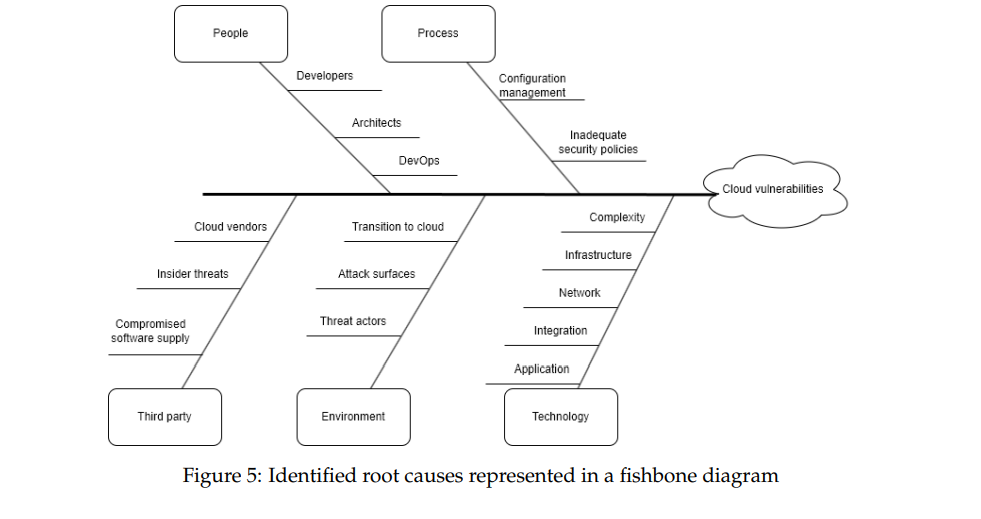 People
Process
Developers
Configuration
management
Architects
Inadequate
security policies
DevOps
Cloud vulnerabilities
Cloud vendors
Transition to cloud
Complexity
Infrastructure
Insider threats
Attack surfaces
Network
Compromised
software supply
Threat actors
Integration
Application
Third party
Environment
Technology
Figure 5: Identified root causes represented in a fishbone diagram